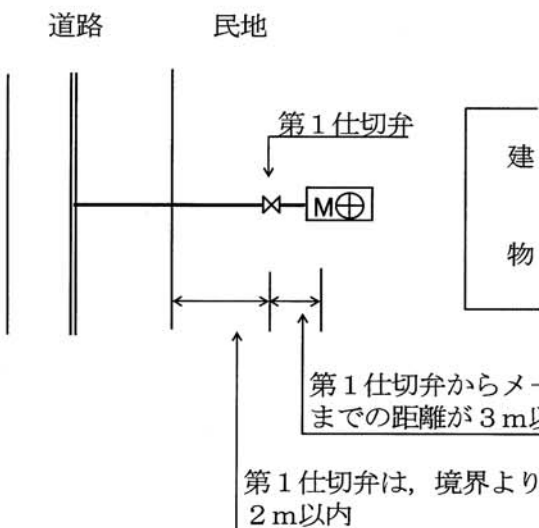 道路 民地
第1仕切弁
M
建
物
第1仕切弁からメー
までの距離が3m以
第1仕切弁は,境界より
2m以内